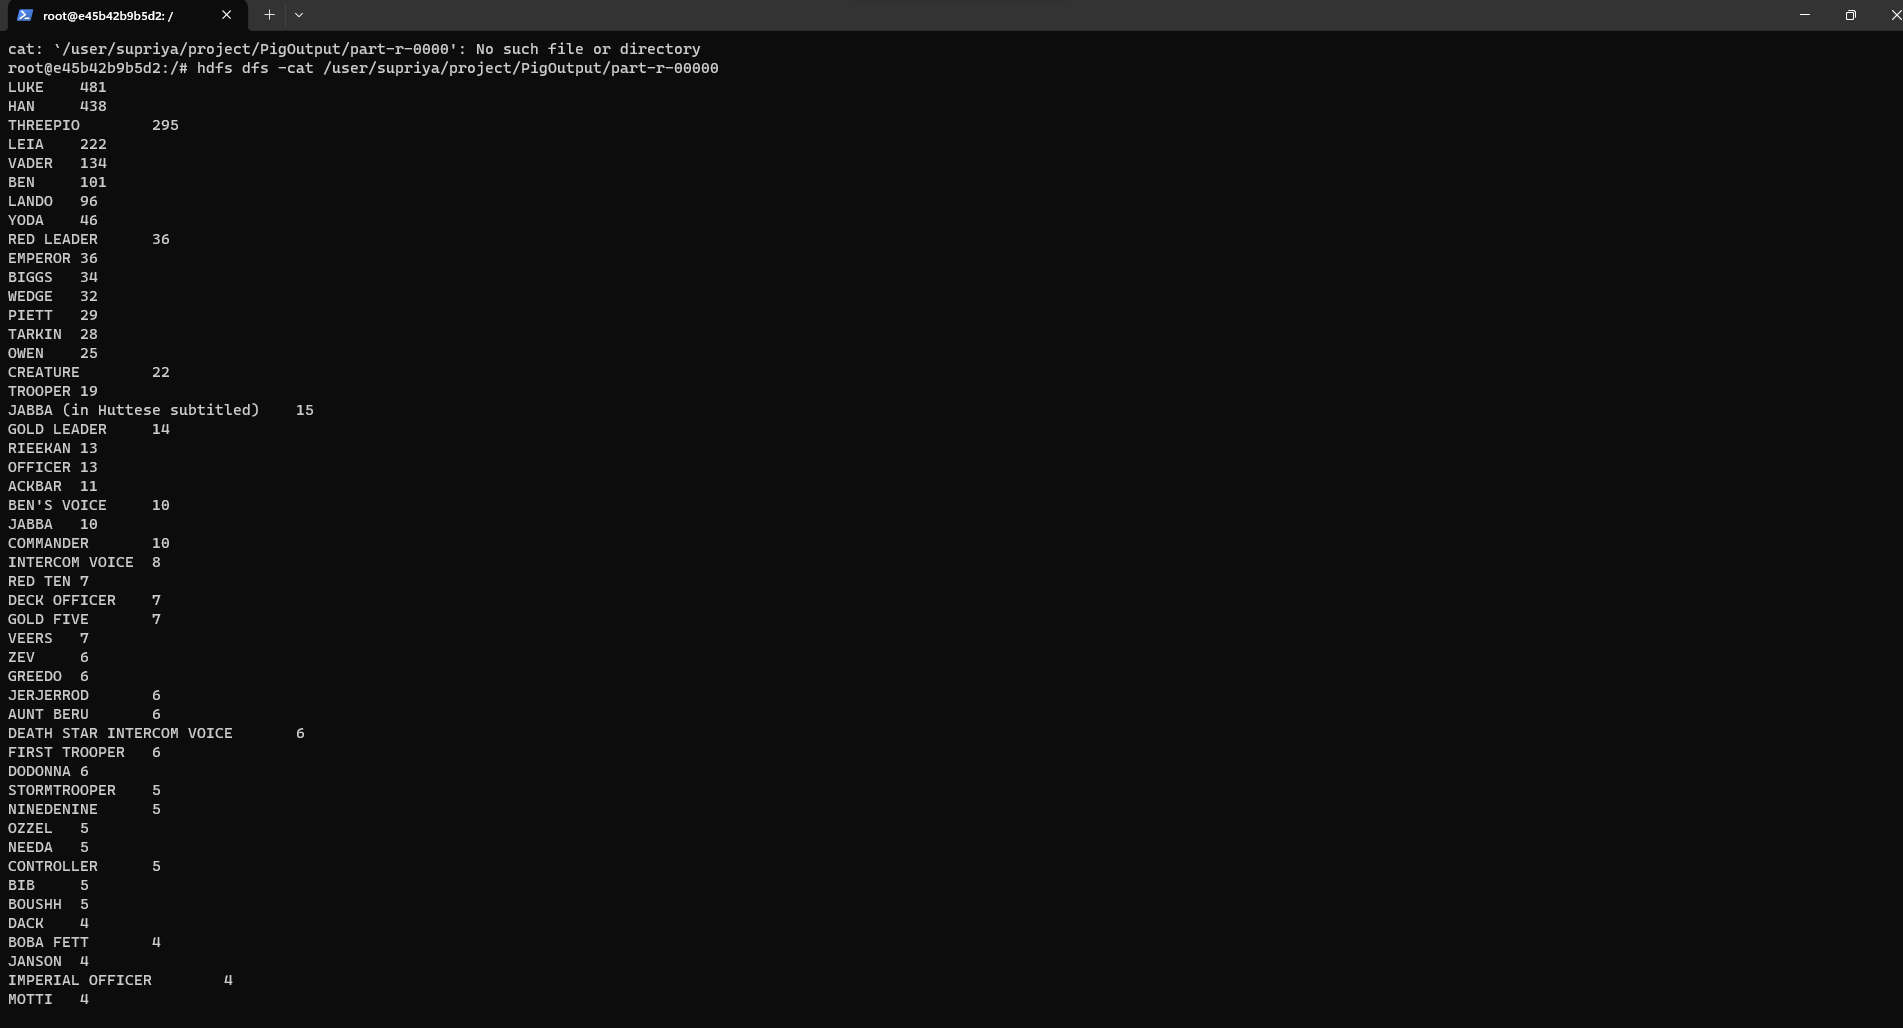 root@e45b42b9b5d2: /
cat: `/user/supriya/project/PigOutput/part-r-0000': No such file or directory
root@e45b42b9b5d2:/# hdfs dfs -cat /user/supriya/project/PigOutput/part-r-00000
LUKE	481
HAN	438
THREEPIO	295
LEIA	222
VADER	134
BEN	101
LANDO	96
YODA	46
RED LEADER	36
EMPEROR	36
BIGGS	34
WEDGE	32
PIETT	29
TARKIN	28
OWEN	25
CREATURE	22
TROOPER	19
JABBA (in Huttese subtitled)	15
GOLD LEADER	14
RIEEKAN	13
OFFICER	13
ACKBAR	11
BEN'S VOICE	10
JABBA	10
COMMANDER	10
INTERCOM VOICE	8
RED TEN	7
DECK OFFICER	7
GOLD FIVE	7
VEERS	7
ZEV	6
GREEDO	6
JERJERROD	6
AUNT BERU	6
DEATH STAR INTERCOM VOICE	6
FIRST TROOPER	6
DODONNA	6
STORMTROOPER	5
NINEDENINE	5
OZZEL	5
NEEDA	5
CONTROLLER	5
BIB	5
BOUSHH	5
DACK	4
BOBA FETT	4
JANSON	4
IMPERIAL OFFICER	4
MOTTI	4